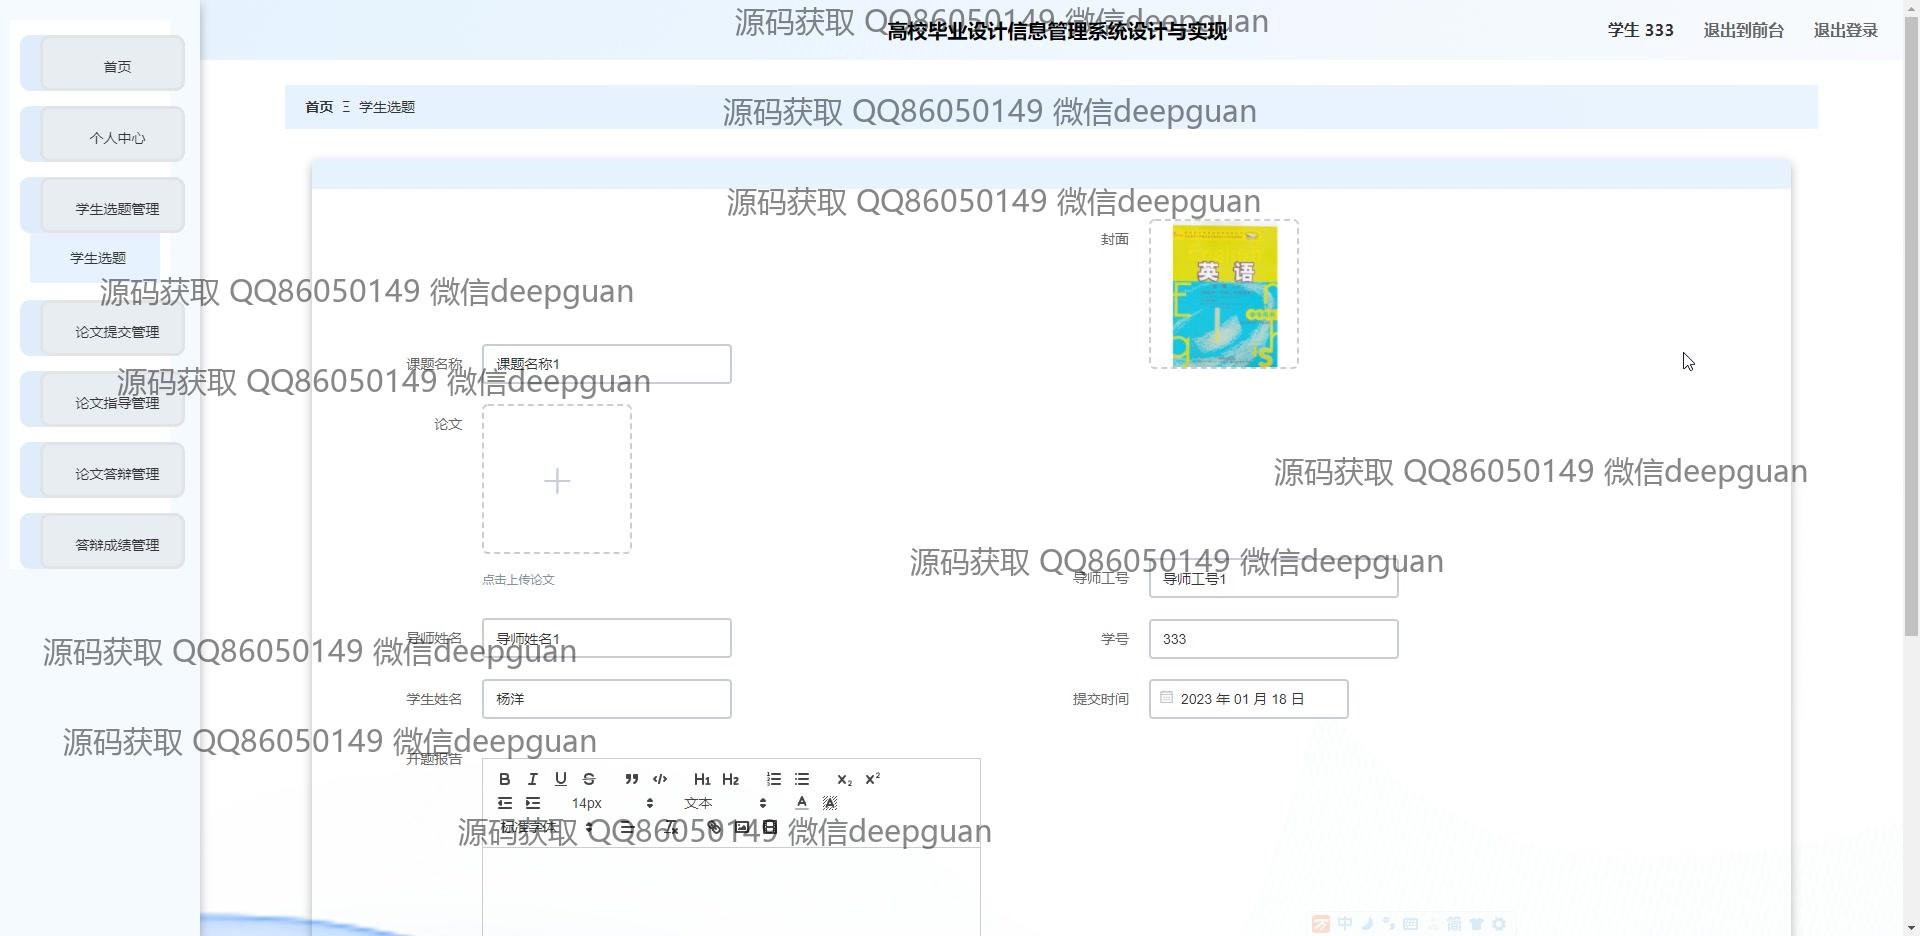 源码获取 QQ86050149 微信deepguan
高校毕业设计信息管理系统设计与实现
学生 333
退出到前台
退出登录
首页
个人中心
学生选题管理
学生选题
论文提交管理
论文指导管理
论文答辩管理
答辩成绩管理
首页 Ξ 学生选题
源码获取 QQ86050149 微信deepguan
源码获取 QQ86050149 微信deepguan
封面
英语
源码获取 QQ86050149 微信deepguan
课题名称
课题名称1
源码获取 QQ86050149 微信deepguan
论文
点击上传论文
源码获取 QQ86050149 微信deepguan
源码获取 QQ86050149 微信deepguan
导师工号
导师工号1
导师姓名
导师姓名1
源码获取 QQ86050149 微信deepguan
学号
333
学生姓名
杨洋
提交时间
2023 年 01 月 18 日
源码获取 QQ86050149 微信deepguan
开题报告
B I U S H1 H2 X2 X2
14px
文本
标准字体
源码获取 QQ86050149 微信deepguan
中
简